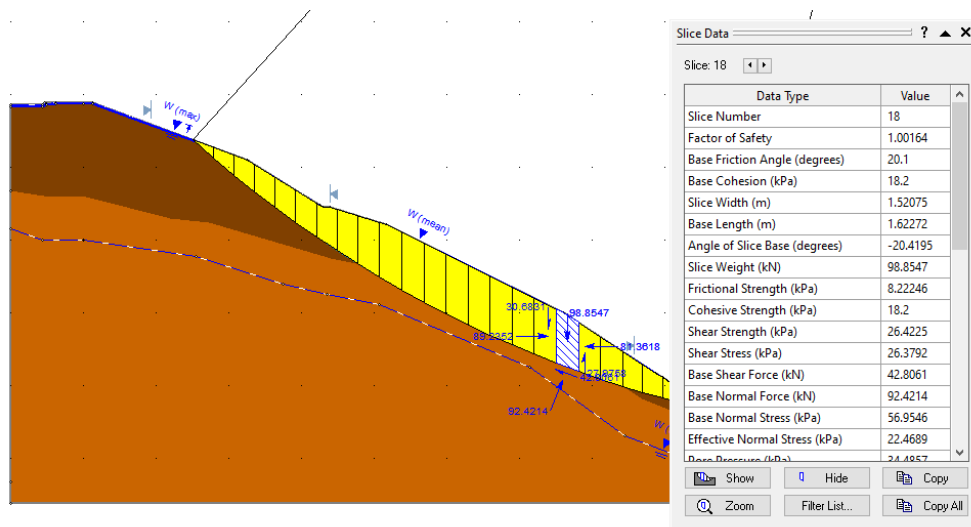 W (max)
W (mean)
30.6831
98.8547
89.2352
92.4214
Slice Data
?
Slice: 18
Data Type Value
Slice Number 18
Factor of Safety 1.00164
Base Friction Angle (degrees) 20.1
Base Cohesion (kPa) 18.2
Slice Width (m) 1.52075
Base Length (m) 1.62272
Angle of Slice Base (degrees) -20.4195
Slice Weight (kN) 98.8547
Frictional Strength (kPa) 8.22246
Cohesive Strength (kPa) 18.2
Shear Strength (kPa) 26.4225
Shear Stress (kPa) 26.3792
Base Shear Force (kN) 42.8061
Base Normal Force (kN) 92.4214
Base Normal Stress (kPa) 56.9546
Effective Normal Stress (kPa) 22.4689
Pore Pressure (kPa) 34.4857
Show Hide Copy
Zoom Filter List... Copy All